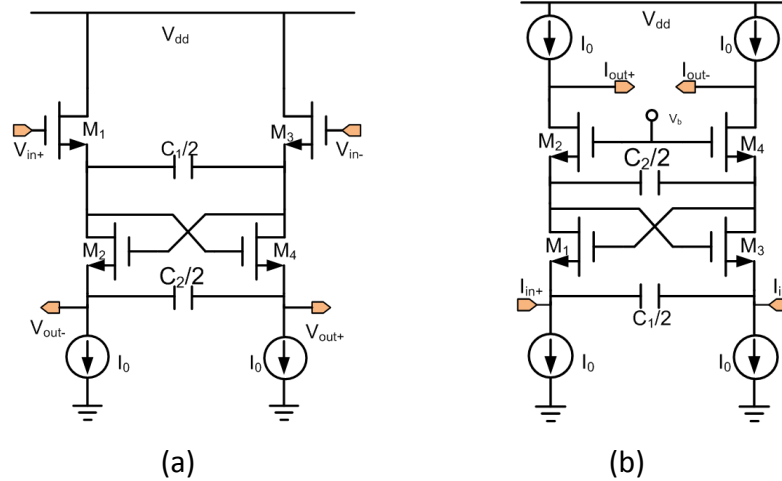 V_dd
M_1
M_3
V_in+
V_in-
C_1/2
M_2
M_4
C_2/2
V_out-
V_out+
I_0
I_0
(a)
V_dd
I_0
I_0
I_out+
I_out-
V_b
M_2
M_4
C_2/2
M_1
M_3
I_in+
C_1/2
I_0
I_0
(b)